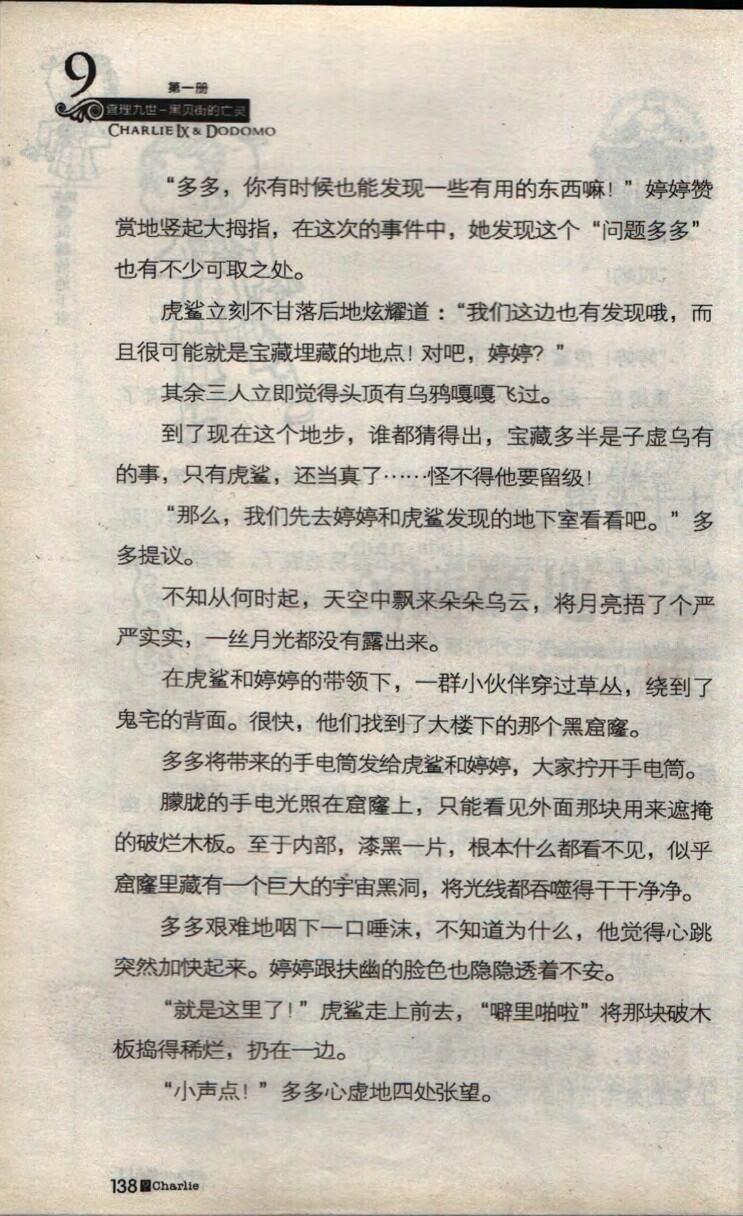 9
第一册
查理九世-黑贝街的亡灵
CHARLIE IX & DODOMO
“多多，你有时候也能发现一些有用的东西嘛！”婷婷赞
赏地竖起大拇指，在这次的事件中，她发现这个“问题多多”
也有不少可取之处。
虎鲨立刻不甘落后地炫耀道：“我们这边也有发现哦，而
且很可能就是宝藏埋藏的地点！对吧，婷婷？”
其余三人立即觉得头顶有乌鸦嘎嘎飞过。
到了现在这个地步，谁都猜得出，宝藏多半是子虚乌有
的事，只有虎鲨，还当真了……怪不得他要留级！
“那么，我们先去婷婷和虎鲨发现的地下室看看吧。”多
多提议。
不知从何时起，天空中飘来朵朵乌云，将月亮捂了个严
严实实，一丝月光都没有露出来。
在虎鲨和婷婷的带领下，一群小伙伴穿过草丛，绕到了
鬼宅的背面。很快，他们找到了大楼下的那个黑窟窿。
多多将带来的手电筒发给虎鲨和婷婷，大家拧开手电筒。
朦胧的手电光照在窟窿上，只能看见外面那块用来遮掩
的破烂木板。至于内部，漆黑一片，根本什么都看不见，似乎
窟窿里藏有一个巨大的宇宙黑洞，将光线都吞噬得干干净净。
多多艰难地咽下一口唾沫，不知道为什么，他觉得心跳
突然加快起来。婷婷跟扶幽的脸色也隐隐透着不安。
“就是这里了！”虎鲨走上前去，“噼里啪啦”将那块破木
板捣得稀烂，扔在一边。
“小声点！”多多心虚地四处张望。
138 9 Charlie